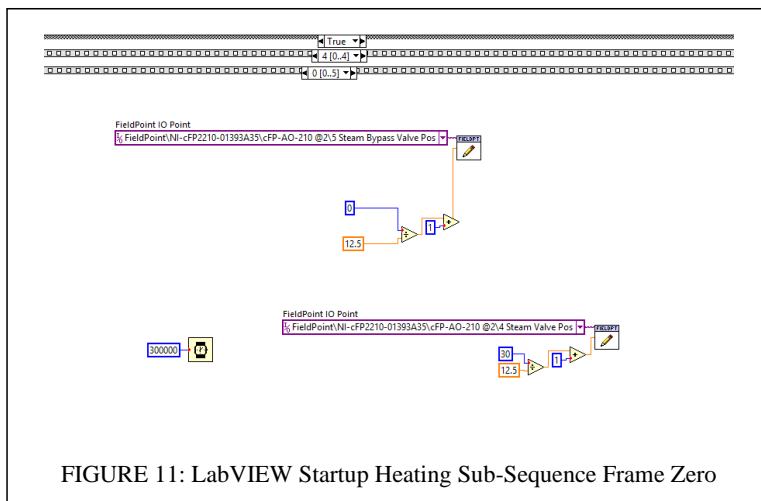 True
4 [0..4]
0 [0..5]
FieldPoint IO Point
FieldPoint\NI-cFP2210-01393A35\cFP-AO-210 @2\5 Steam Bypass Valve Pos
FIELDPT
0
÷
12.5
1
+
FieldPoint IO Point
FieldPoint\NI-cFP2210-01393A35\cFP-AO-210 @2\4 Steam Valve Pos
FIELDPT
300000
30
÷
12.5
1
+
FIGURE 11: LabVIEW Startup Heating Sub-Sequence Frame Zero